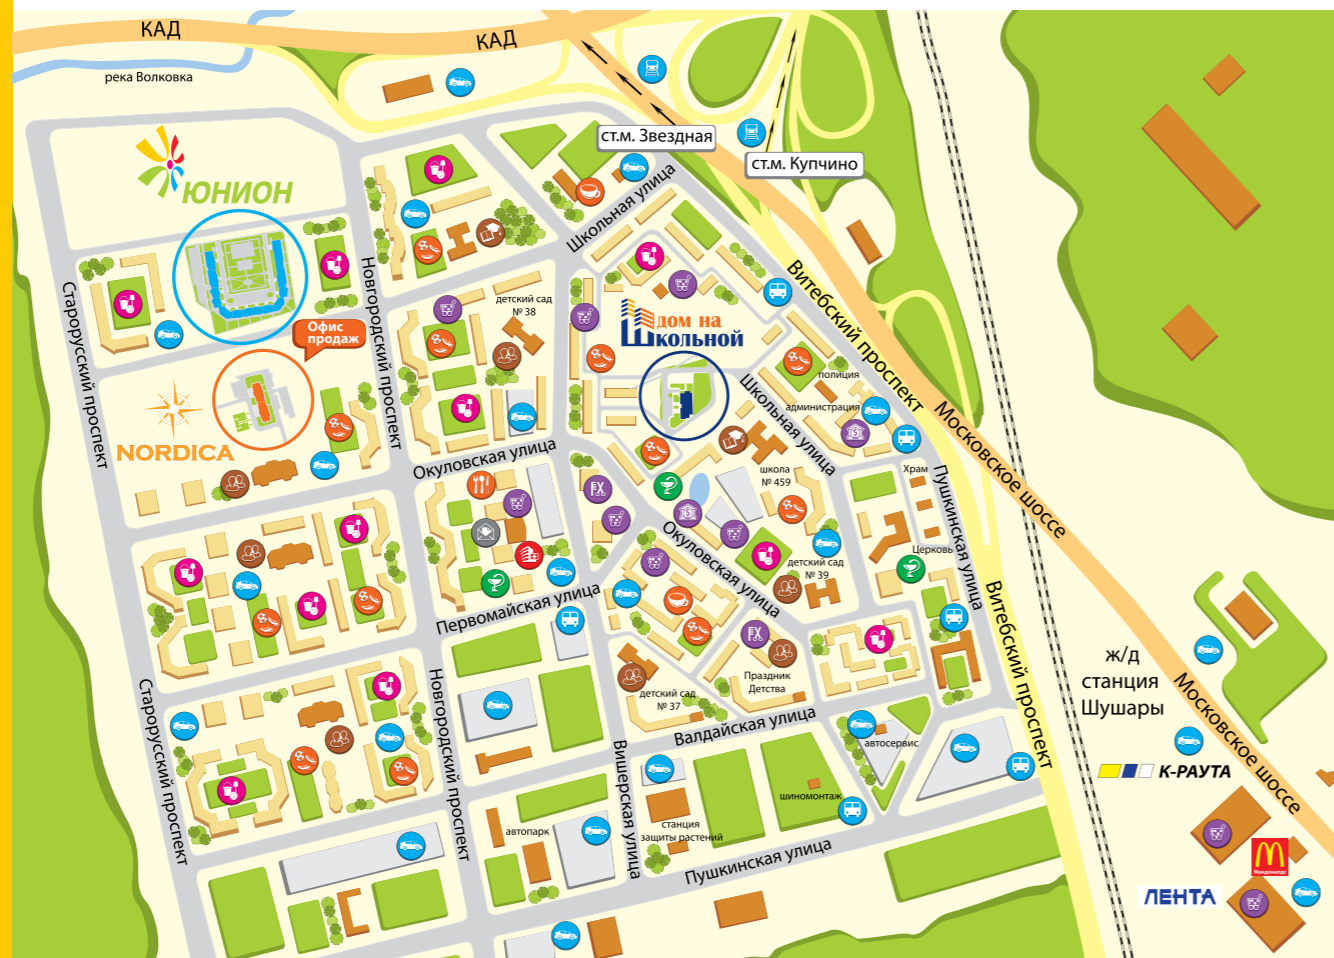 КАД
КАД
река Волковка
ст.м. Звездная
ст.м. Купчино
ЮНИОН
Школьная улица
Старорусский проспект
Новгородский проспект
Витебский проспект
детский сад
№ 38
Офис
продаж
дом на
Школьной
NORDICA
полиция
администрация
Школьная улица
Московское шоссе
Окуловская улица
школа
№ 459
Храм
Пушкинская улица
Окуловская улица
детский сад
№ 39
Церковь
Первомайская улица
Витебский проспект
Старорусский проспект
Новгородский проспект
детский сад
№ 37
Праздник
Детства
ж/д
станция
Шушары
Московское шоссе
Валдайская улица
автосервис
Вишерская улица
К-РАУТА
шиномонтаж
автопарк
станция
защиты растений
Пушкинская улица
Макдоналдс
ЛЕНТА